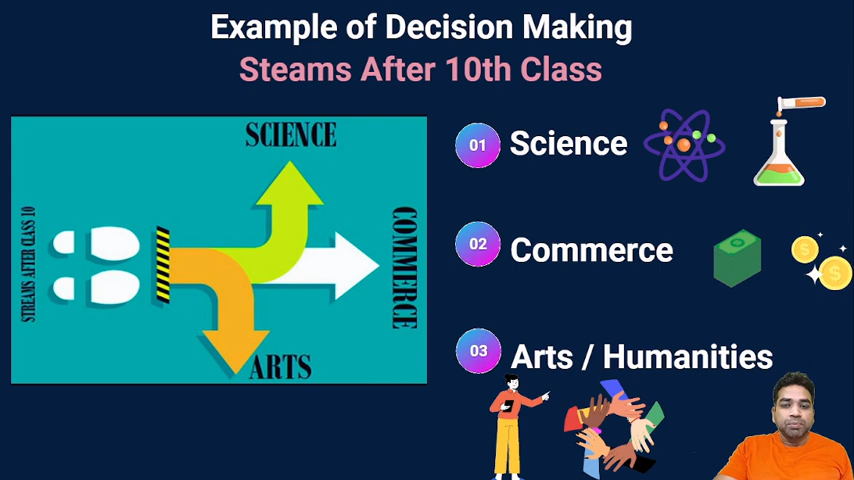 Example of Decision Making
Steams After 10th Class
STREAMS AFTER CLASS 10
SCIENCE
COMMERCE
ARTS
01 Science
02 Commerce
03 Arts / Humanities